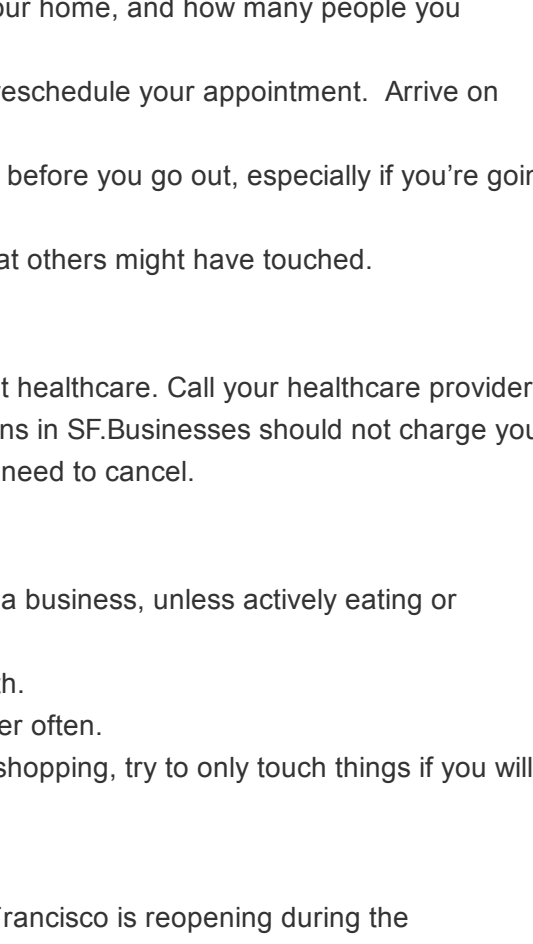 our home, and how many people you
reschedule your appointment.  Arrive on
before you go out, especially if you’re goin
at others might have touched.
t healthcare. Call your healthcare provider
ns in SF.Businesses should not charge you
need to cancel.
a business, unless actively eating or
th.
er often.
shopping, try to only touch things if you will
Francisco is reopening during the